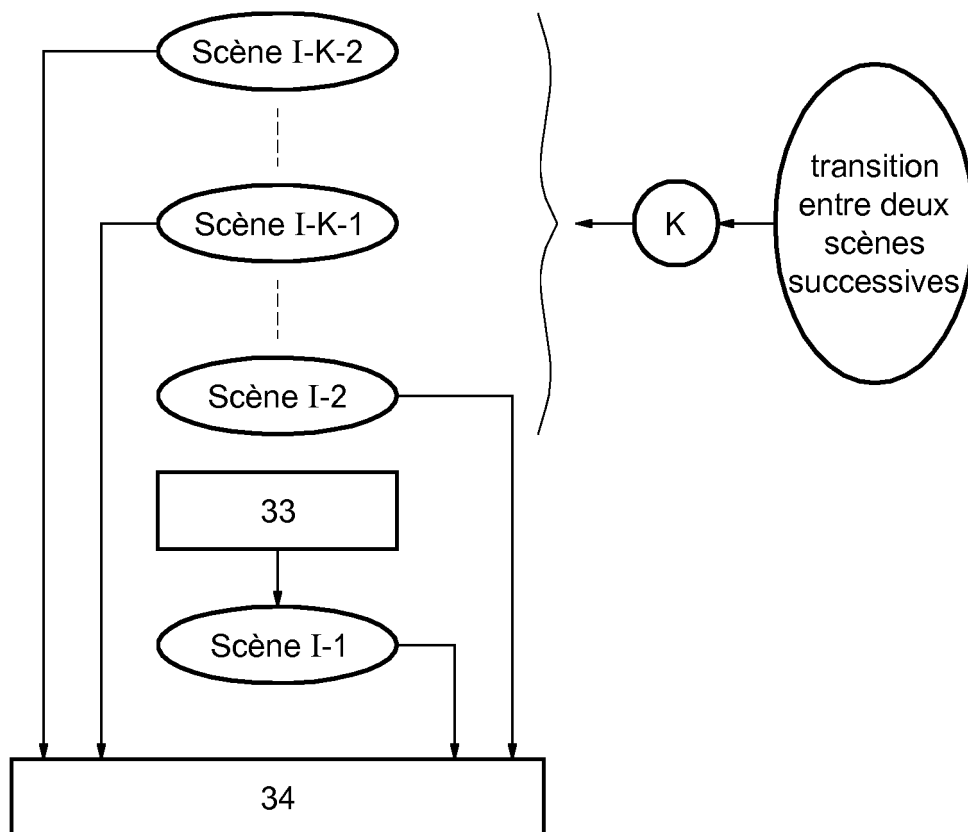 Scène I-K-2
Scène I-K-1
K
transition
entre deux
scènes
successives
Scène I-2
33
Scène I-1
34